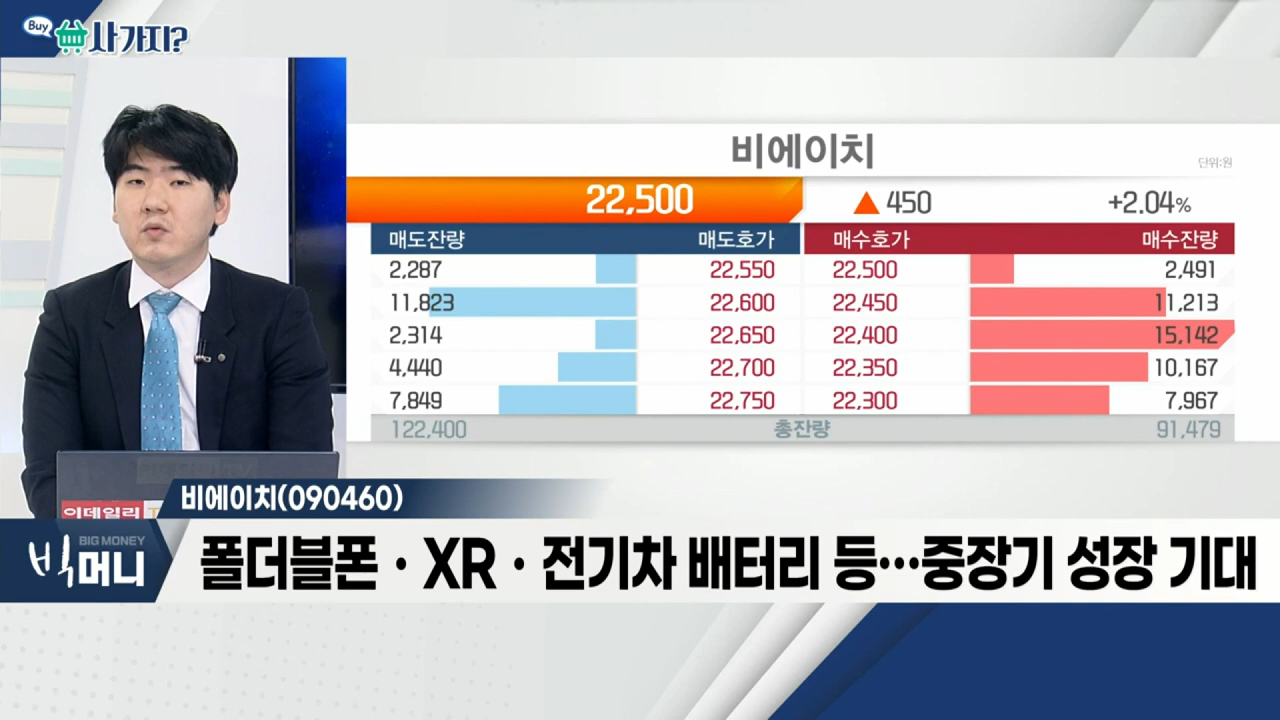 Buy 사가지?
비에이치
단위:원
22,500 ▲ 450 +2.04%
매도잔량 매도호가 매수호가 매수잔량
2,287 22,550 22,500 2,491
11,823 22,600 22,450 11,213
2,314 22,650 22,400 15,142
4,440 22,700 22,350 10,167
7,849 22,750 22,300 7,967
122,400 총잔량 91,479
이데일리
비에이치(090460)
BIG MONEY
빅머니
폴더블폰·XR·전기차 배터리 등…중장기 성장 기대